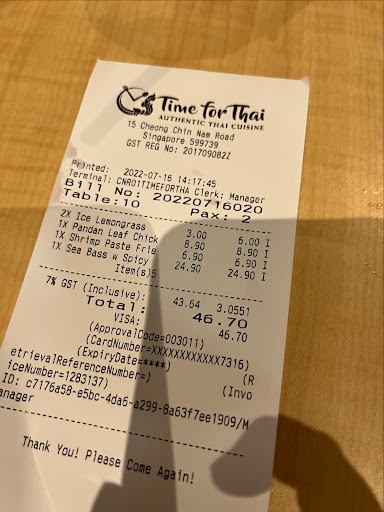 Time for Thai
AUTHENTIC THAI CUISINE
15 Cheong Chin Nam Road
Singapore 599739
GST REG No: 201709082Z
Printed: 2022-07-16 14:17:45
Terminal: CNR01TIMEFORTHA Clerk: Manager
Bill No: 20220716020
Table:10 Pax: 2
2X Ice Lemongrass 3.00 6.00 I
1X Pandan Leaf Chick 8.90 8.90 I
1X Shrimp Paste Frie 6.90 6.90 I
1X Sea Bass w Spicy 24.90 24.90 I
Item(s)5
7% GST (Inclusive): 43.64 3.0551
Total: 46.70
VISA: 46.70
(ApprovalCode=003011)
(CardNumber=XXXXXXXXXXXX7316)
(ExpiryDate=****) (R
etrievalReferenceNumber=) (Invo
iceNumber=1283137)
ID: c7176a58-e5bc-4da6-a299-8a63f7ee1909/M
anager
Thank You! Please Come Again!